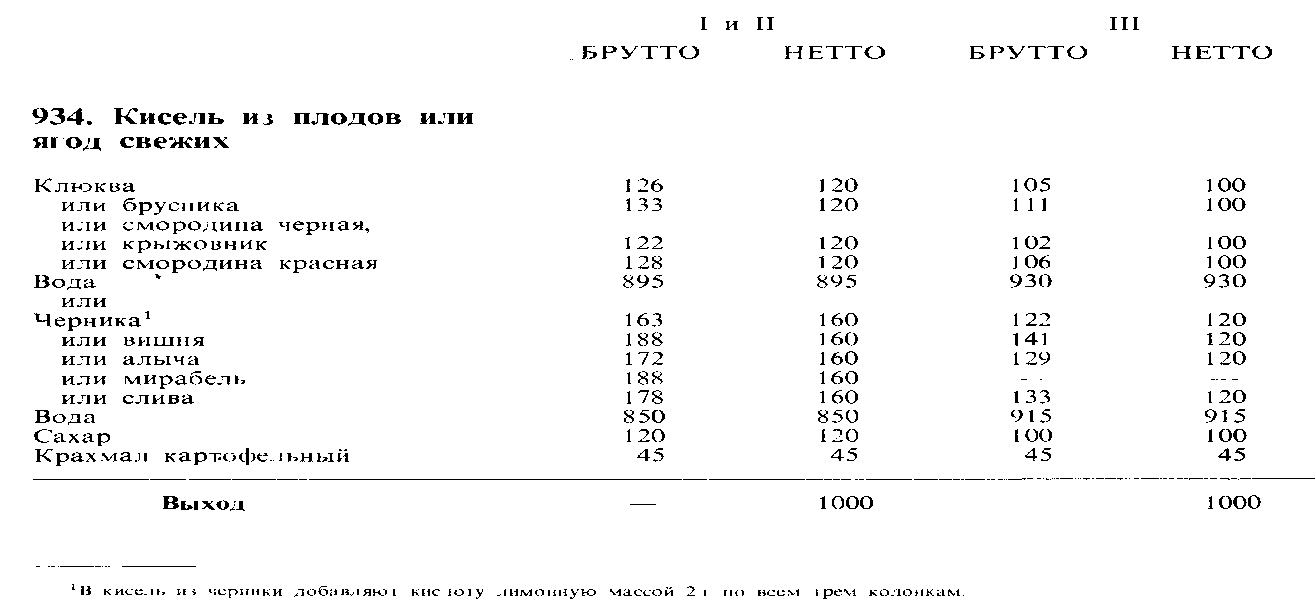 I и II III
БРУТТО НЕТТО БРУТТО НЕТТО
934. Кисель из плодов или
ягод свежих
Клюква 126 120 105 100
или брусника 133 120 111 100
или смородина черная,
или крыжовник 122 120 102 100
или смородина красная 128 120 106 100
Вода 895 895 930 930
или
Черника¹ 163 160 122 120
или вишня 188 160 141 120
или алыча 172 160 129 120
или мирабель 188 160 — —
или слива 178 160 133 120
Вода 850 850 915 915
Сахар 120 120 100 100
Крахмал картофельный 45 45 45 45
Выход — 1000 1000
¹В кисель из черники добавляют кислоту лимонную массой 2 г по всем трем колонкам.